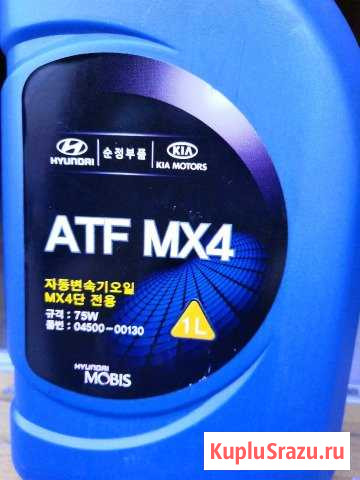 HYUNDAI 순정부품 KIA KIA MOTORS
ATF MX4
자동변속기오일
MX4단 전용
규격 : 75W
품번 : 04500-00130
1 L
HYUNDAI
MOBIS
KupluSrazu.ru